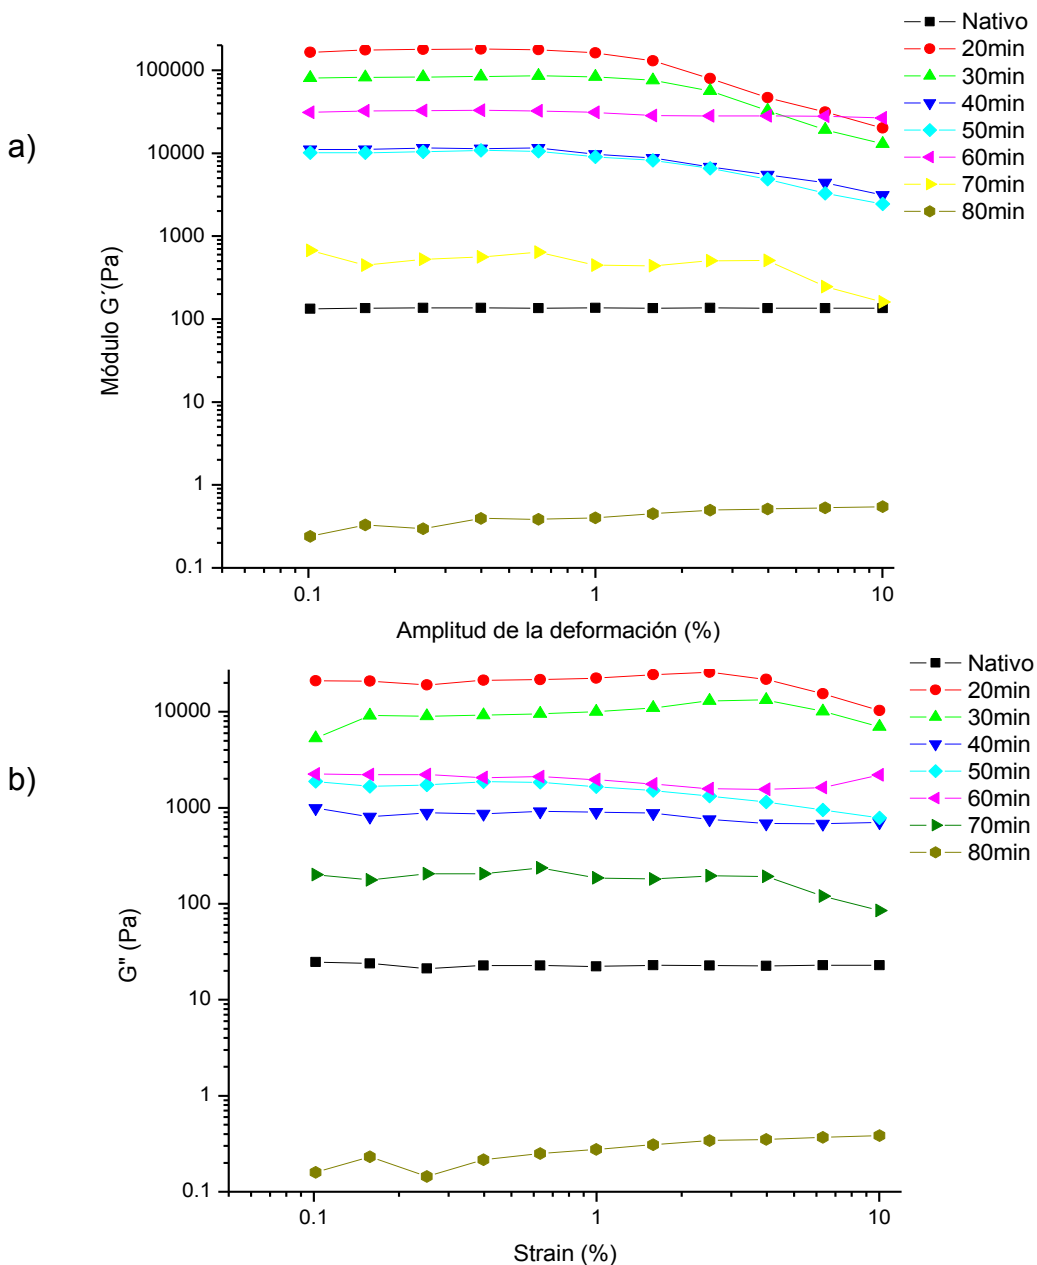 Nativo
20min
30min
40min
50min
60min
70min
80min
a)
Módulo G´(Pa)
100000
10000
1000
100
10
1
0.1
0.1 1 10
Amplitud de la deformación (%)
Nativo
20min
30min
40min
50min
60min
70min
80min
b)
G" (Pa)
10000
1000
100
10
1
0.1
0.1 1 10
Strain (%)